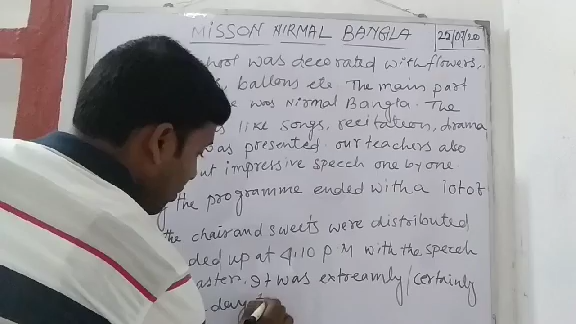 MISSON NIRMAL BANGLA 25/07/20
was decorated with flowers,
ballons etc. The main part
was Nirmal Bangla. The
like songs, recitation, drama
was presented. our teachers also
impressive speech one by one.
the programme ended with a lot of
the chair and sweets were distributed
ded up at 4.10 P M with the speech
aster. It was extreamly/certainly
day